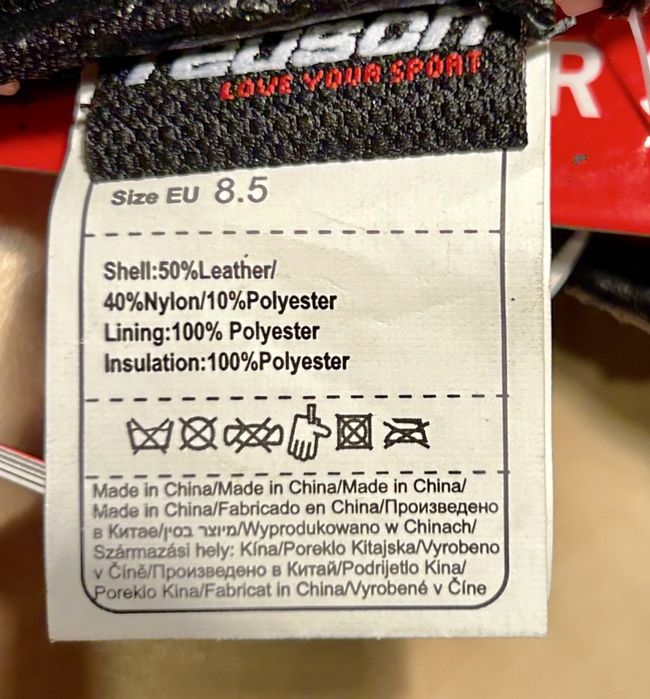 reusch
LOVE YOUR SPORT
R
Size EU 8.5
Shell:50%Leather/
40%Nylon/10%Polyester
Lining:100% Polyester
Insulation:100%Polyester
Made in China/Made in China/Made in China/
Made in China/Fabricado en China/Произведено
в Китае/מיוצר בסין/Wyprodukowano w Chinach/
Származási hely: Kína/Poreklo Kitajska/Vyrobeno
v Číně/Произведено в Китай/Podrijetlo Kina/
Poreklo Kina/Fabricat in China/Vyrobené v Číne